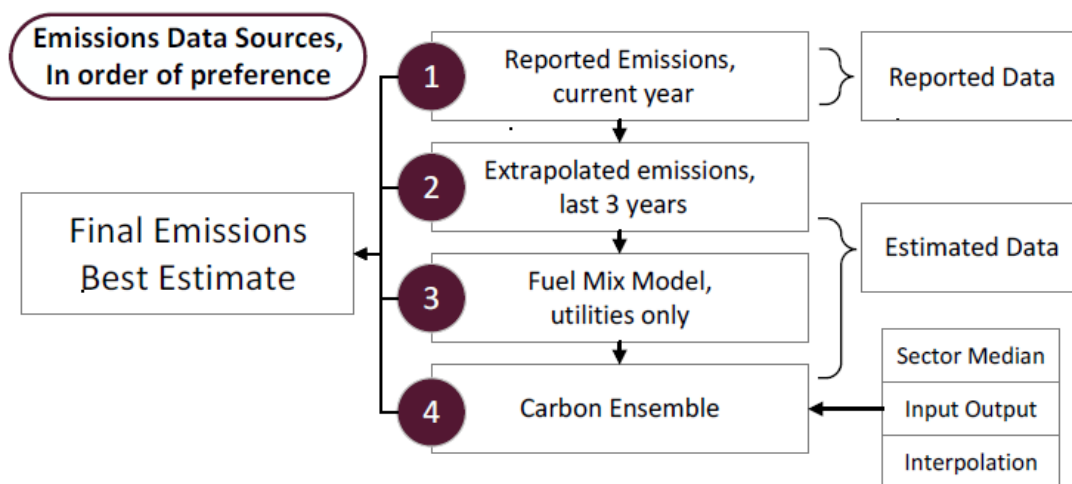 Emissions Data Sources,
In order of preference
1
Reported Emissions,
current year
Reported Data
2
Extrapolated emissions,
last 3 years
Final Emissions
Best Estimate
Estimated Data
3
Fuel Mix Model,
utilities only
4
Carbon Ensemble
Sector Median
Input Output
Interpolation